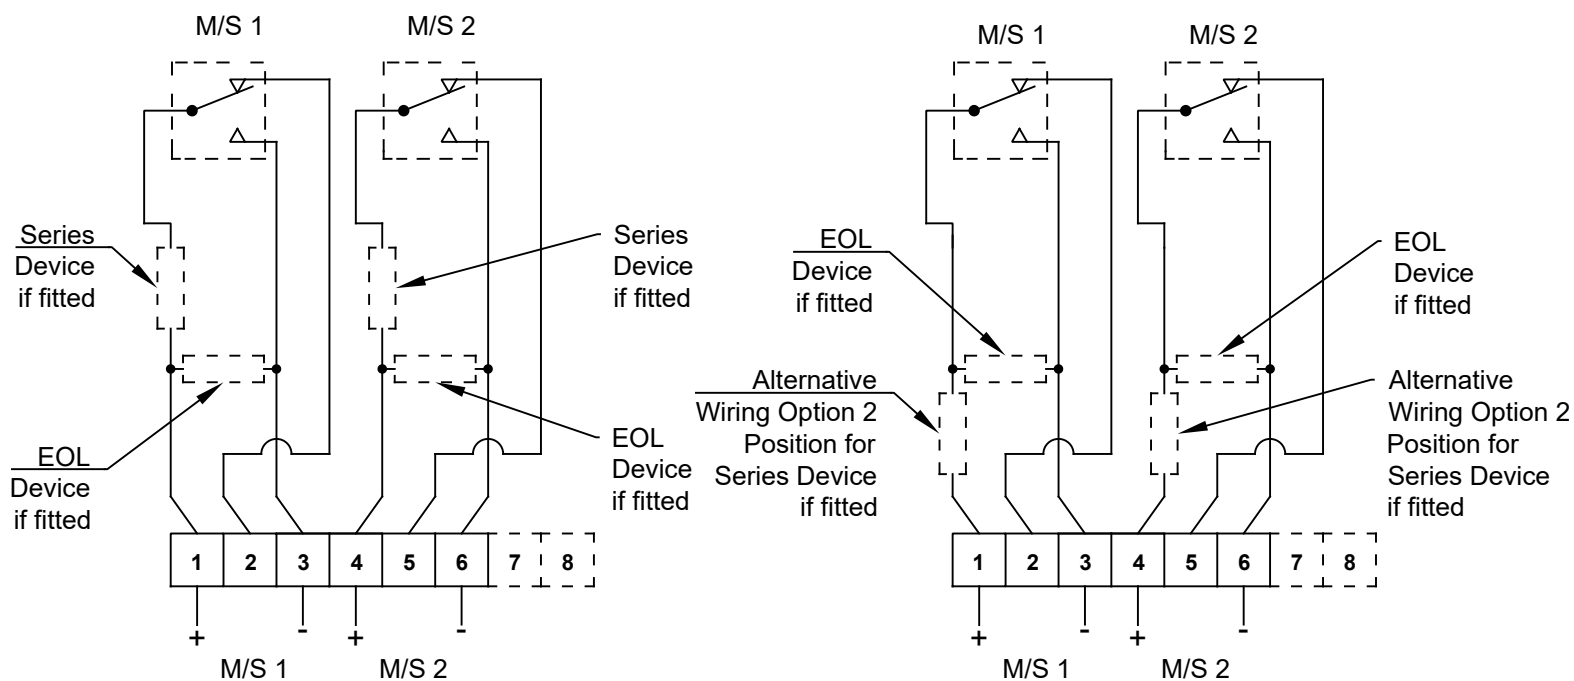 M/S 1
M/S 2
Series
Device
if fitted
Series
Device
if fitted
EOL
Device
if fitted
EOL
Device
if fitted
1 2 3 4 5 6 7 8
+ - + -
M/S 1
M/S 2
M/S 1
M/S 2
EOL
Device
if fitted
EOL
Device
if fitted
Alternative
Wiring Option 2
Position for
Series Device
if fitted
Alternative
Wiring Option 2
Position for
Series Device
if fitted
1 2 3 4 5 6 7 8
+ - + -
M/S 1
M/S 2